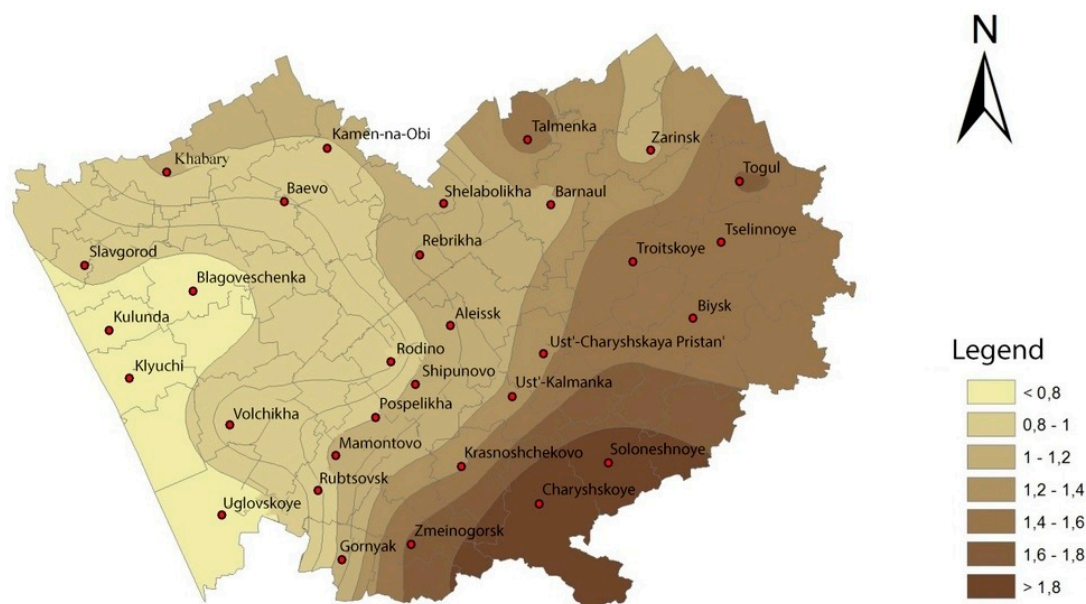 N
Talmenka
Kamen-na-Obi
Zarinsk
Khabary
Togul
Baevo
Shelabolikha
Barnaul
Tselinnoye
Rebrikha
Troitskoye
Slavgorod
Blagoveschenka
Biysk
Kulunda
Aleissk
Ust'-Charyshskaya Pristan'
Rodino
Klyuchi
Shipunovo
Ust'-Kalmanka
Pospelikha
Volchikha
Mamontovo
Krasnoshchekovo
Soloneshnoye
Rubtsovsk
Charyshskoye
Uglovskoye
Zmeinogorsk
Gornyak
Legend
< 0,8
0,8 - 1
1 - 1,2
1,2 - 1,4
1,4 - 1,6
1,6 - 1,8
> 1,8